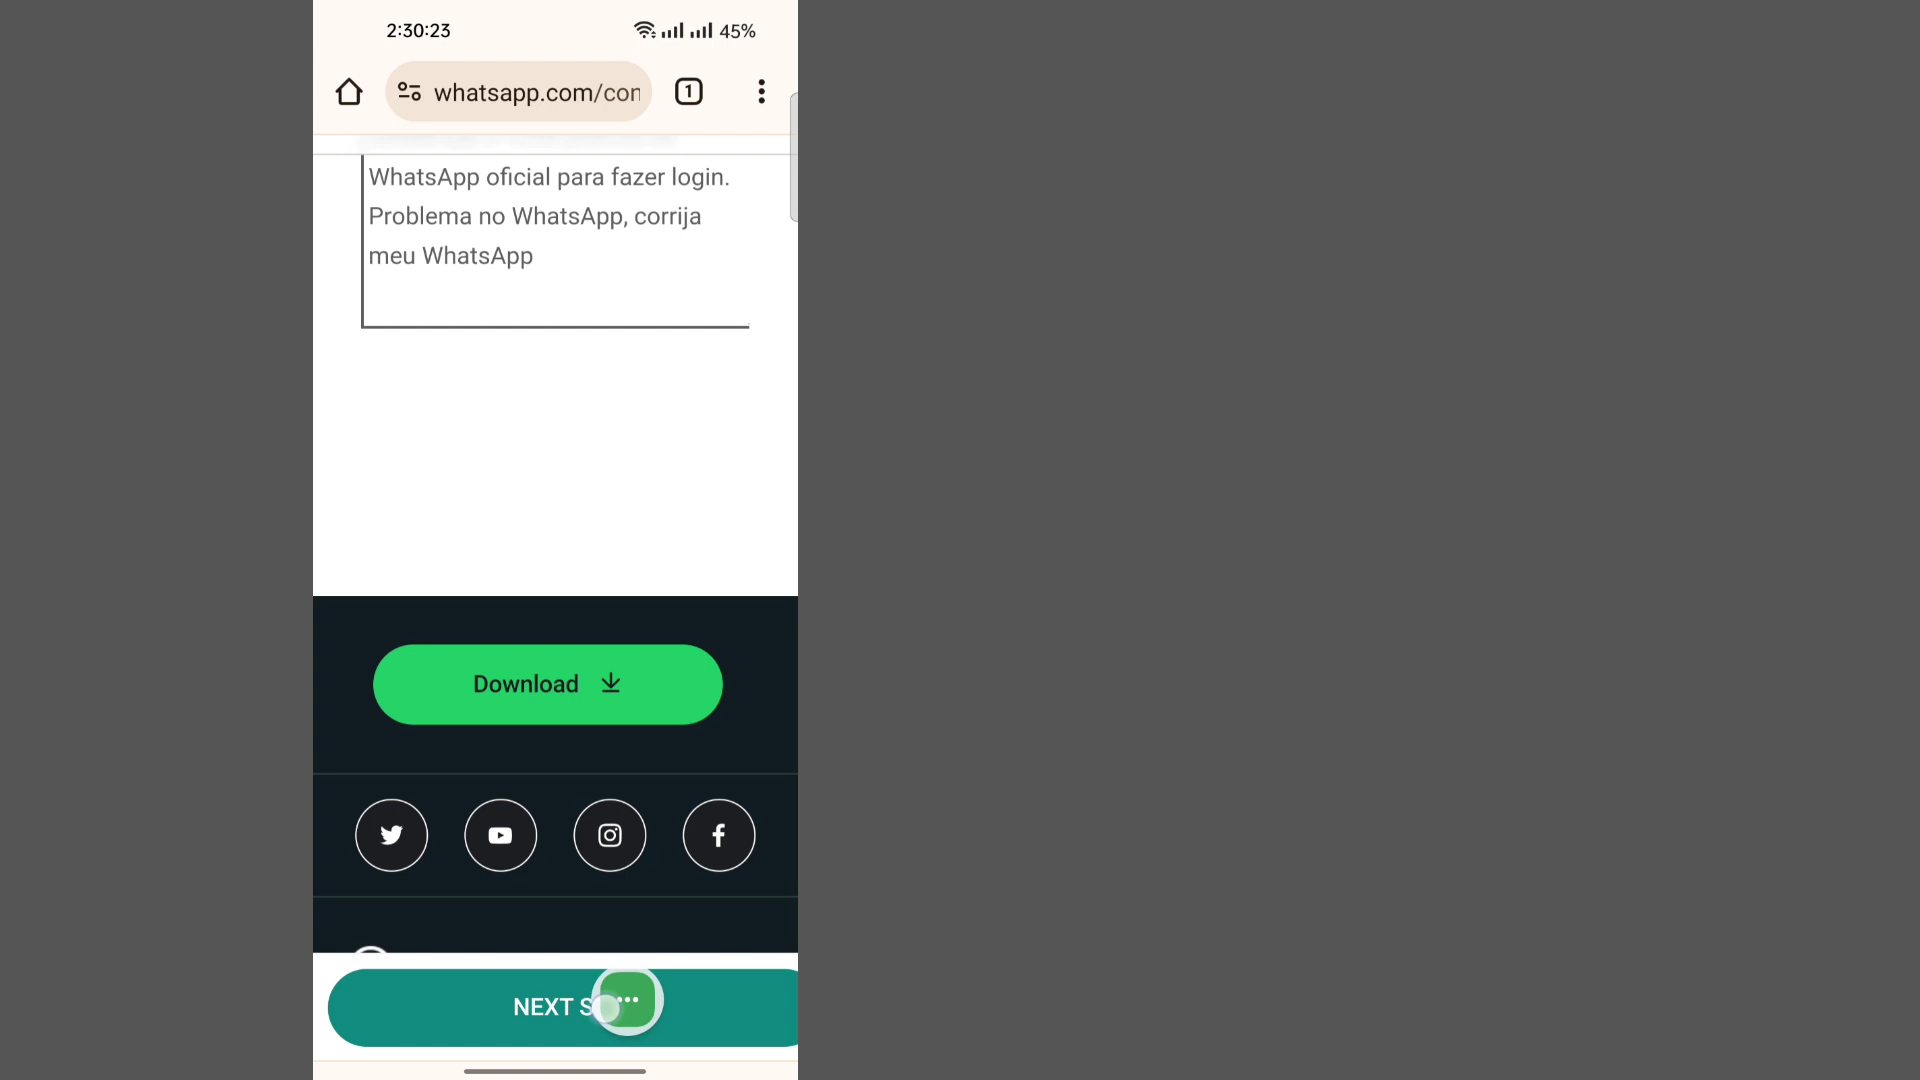 2:30:23
45%
whatsapp.com/con
1
WhatsApp oficial para fazer login.
Problema no WhatsApp, corrija
meu WhatsApp
Download
NEXT S